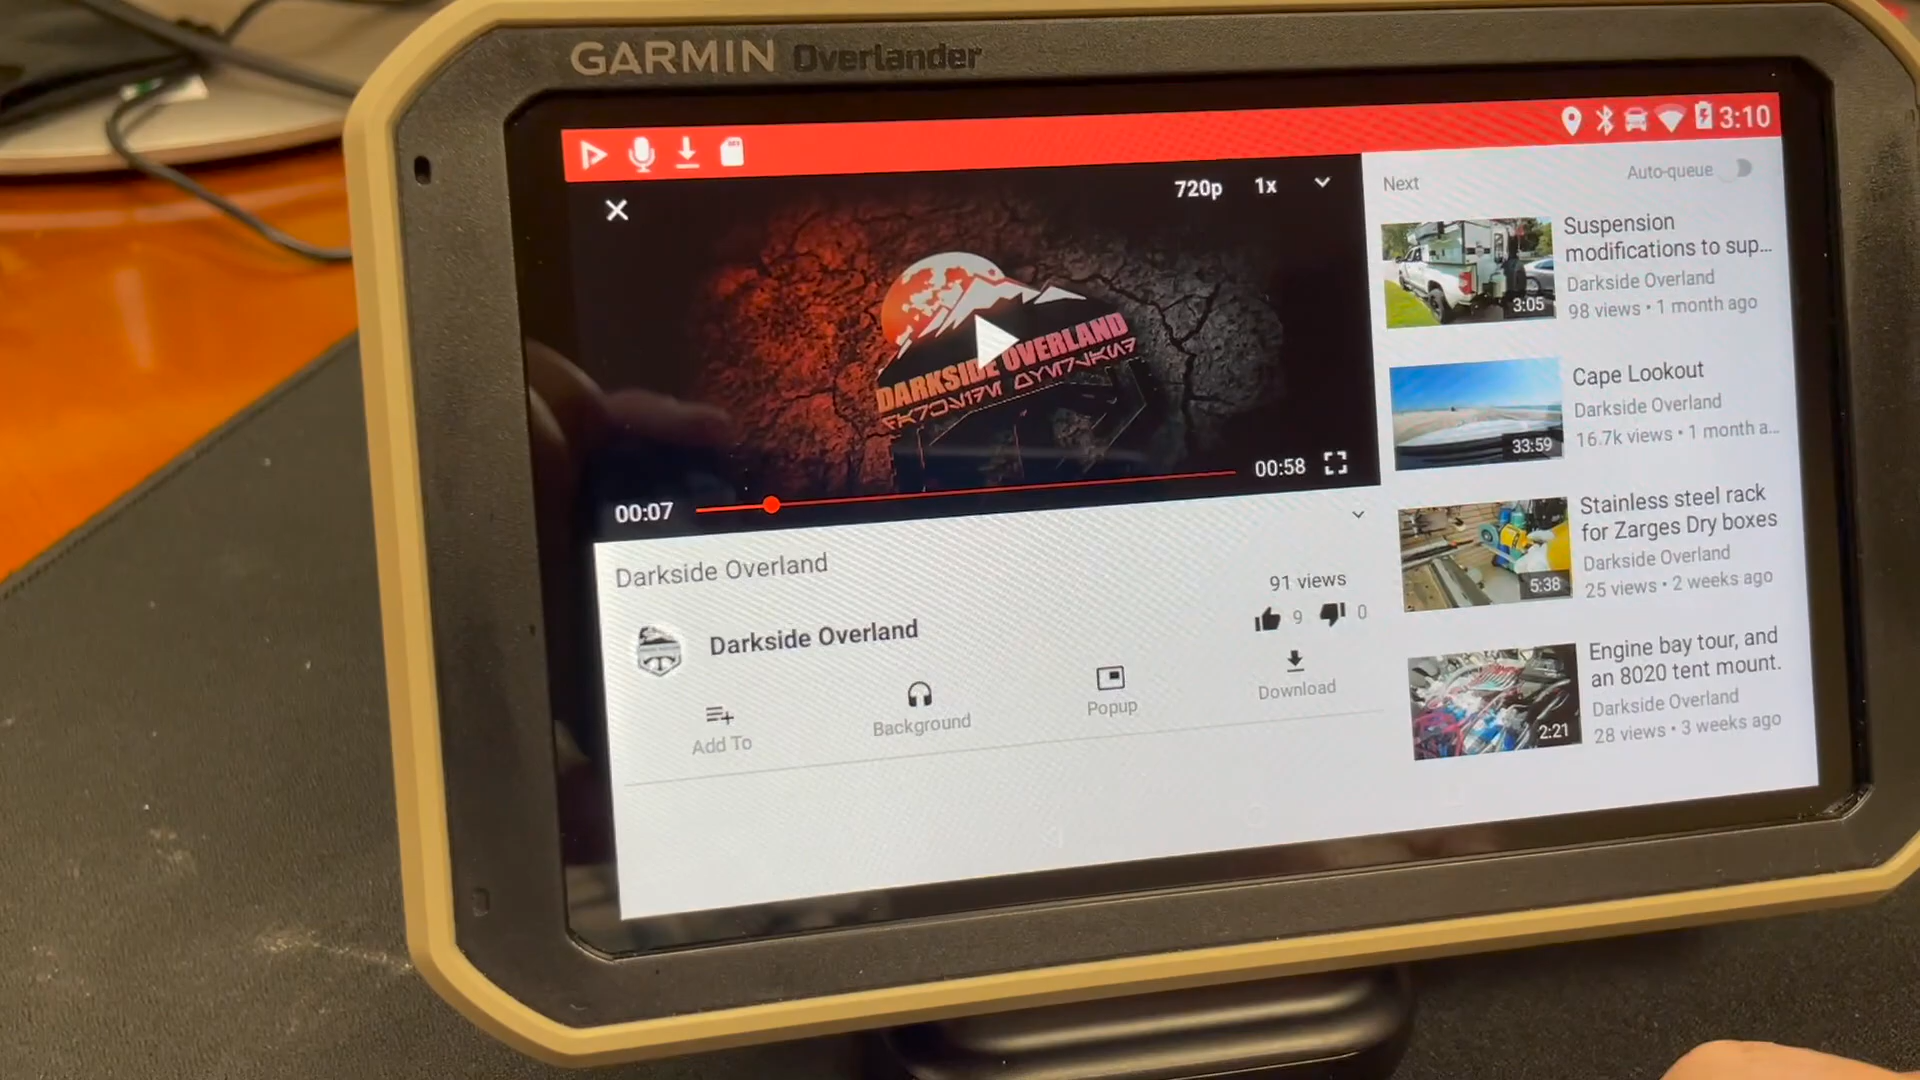 GARMIN Overlander
3:10
720p 1x
DARKSIDE OVERLAND
00:07
00:58
Darkside Overland
91 views
9 0
Darkside Overland
Add To
Background
Popup
Download
Next
Auto-queue
Suspension
modifications to sup...
Darkside Overland
98 views • 1 month ago
3:05
Cape Lookout
Darkside Overland
16.7k views • 1 month a...
33:59
Stainless steel rack
for Zarges Dry boxes
Darkside Overland
25 views • 2 weeks ago
5:38
Engine bay tour, and
an 8020 tent mount.
Darkside Overland
28 views • 3 weeks ago
2:21